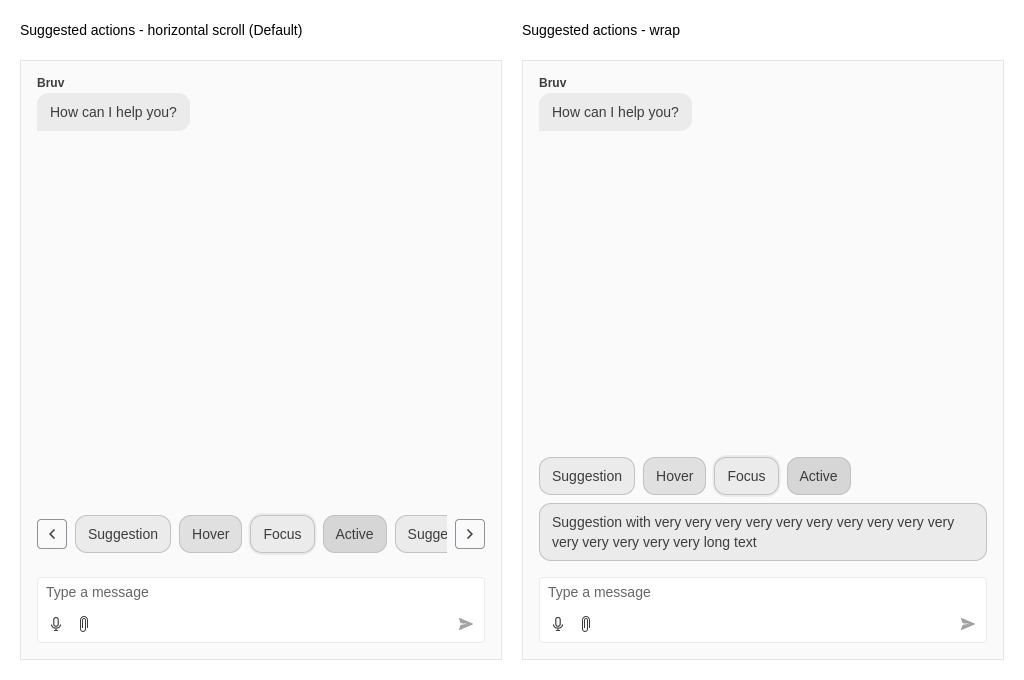 Suggested actions - horizontal scroll (Default)
Bruv
How can I help you?
Suggestion
Hover
Focus
Active
Sugge
Type a message
Suggested actions - wrap
Bruv
How can I help you?
Suggestion
Hover
Focus
Active
Suggestion with very very very very very very very very very very
very very very very very long text
Type a message